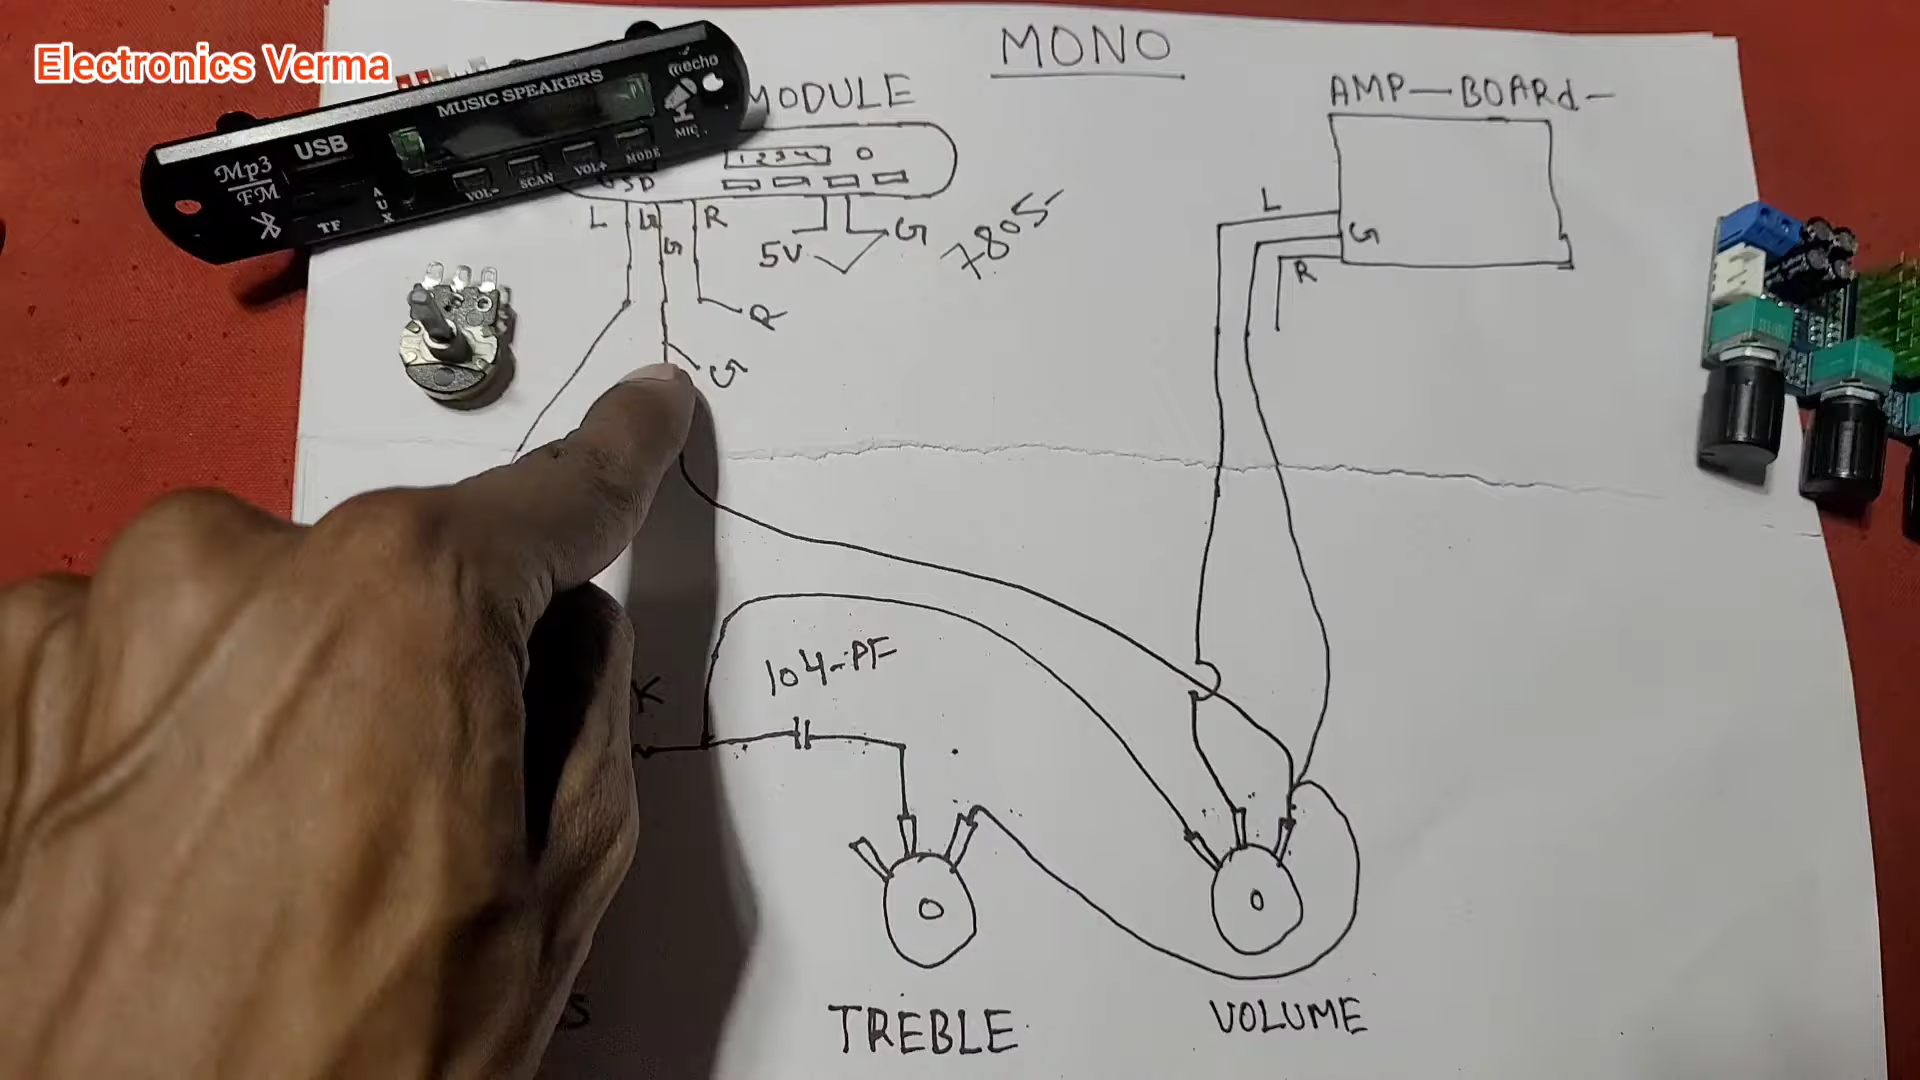 Electronics Verma
MONO
MUSIC SPEAKERS
echo
MIC
USB
Mp3
FM
TF
AUX
VOL-
SCAN
VOL+
MODE
MODULE
1234
L
G
R
G
5V
G
7805
R
G
AMP-BOARd-
L
G
R
K
104-PF
S
TREBLE
VOLUME